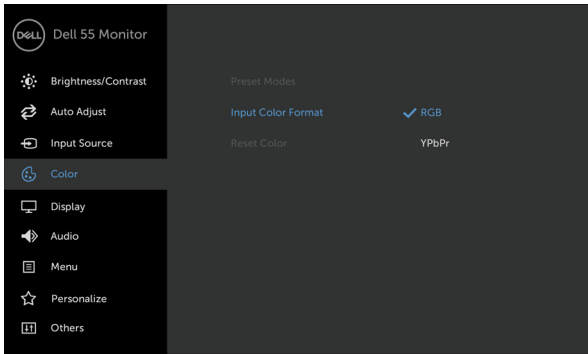 DELL Dell 55 Monitor
Brightness/Contrast
Auto Adjust
Input Source
Color
Display
Audio
Menu
Personalize
Others
Preset Modes
Input Color Format RGB
Reset Color YPbPr